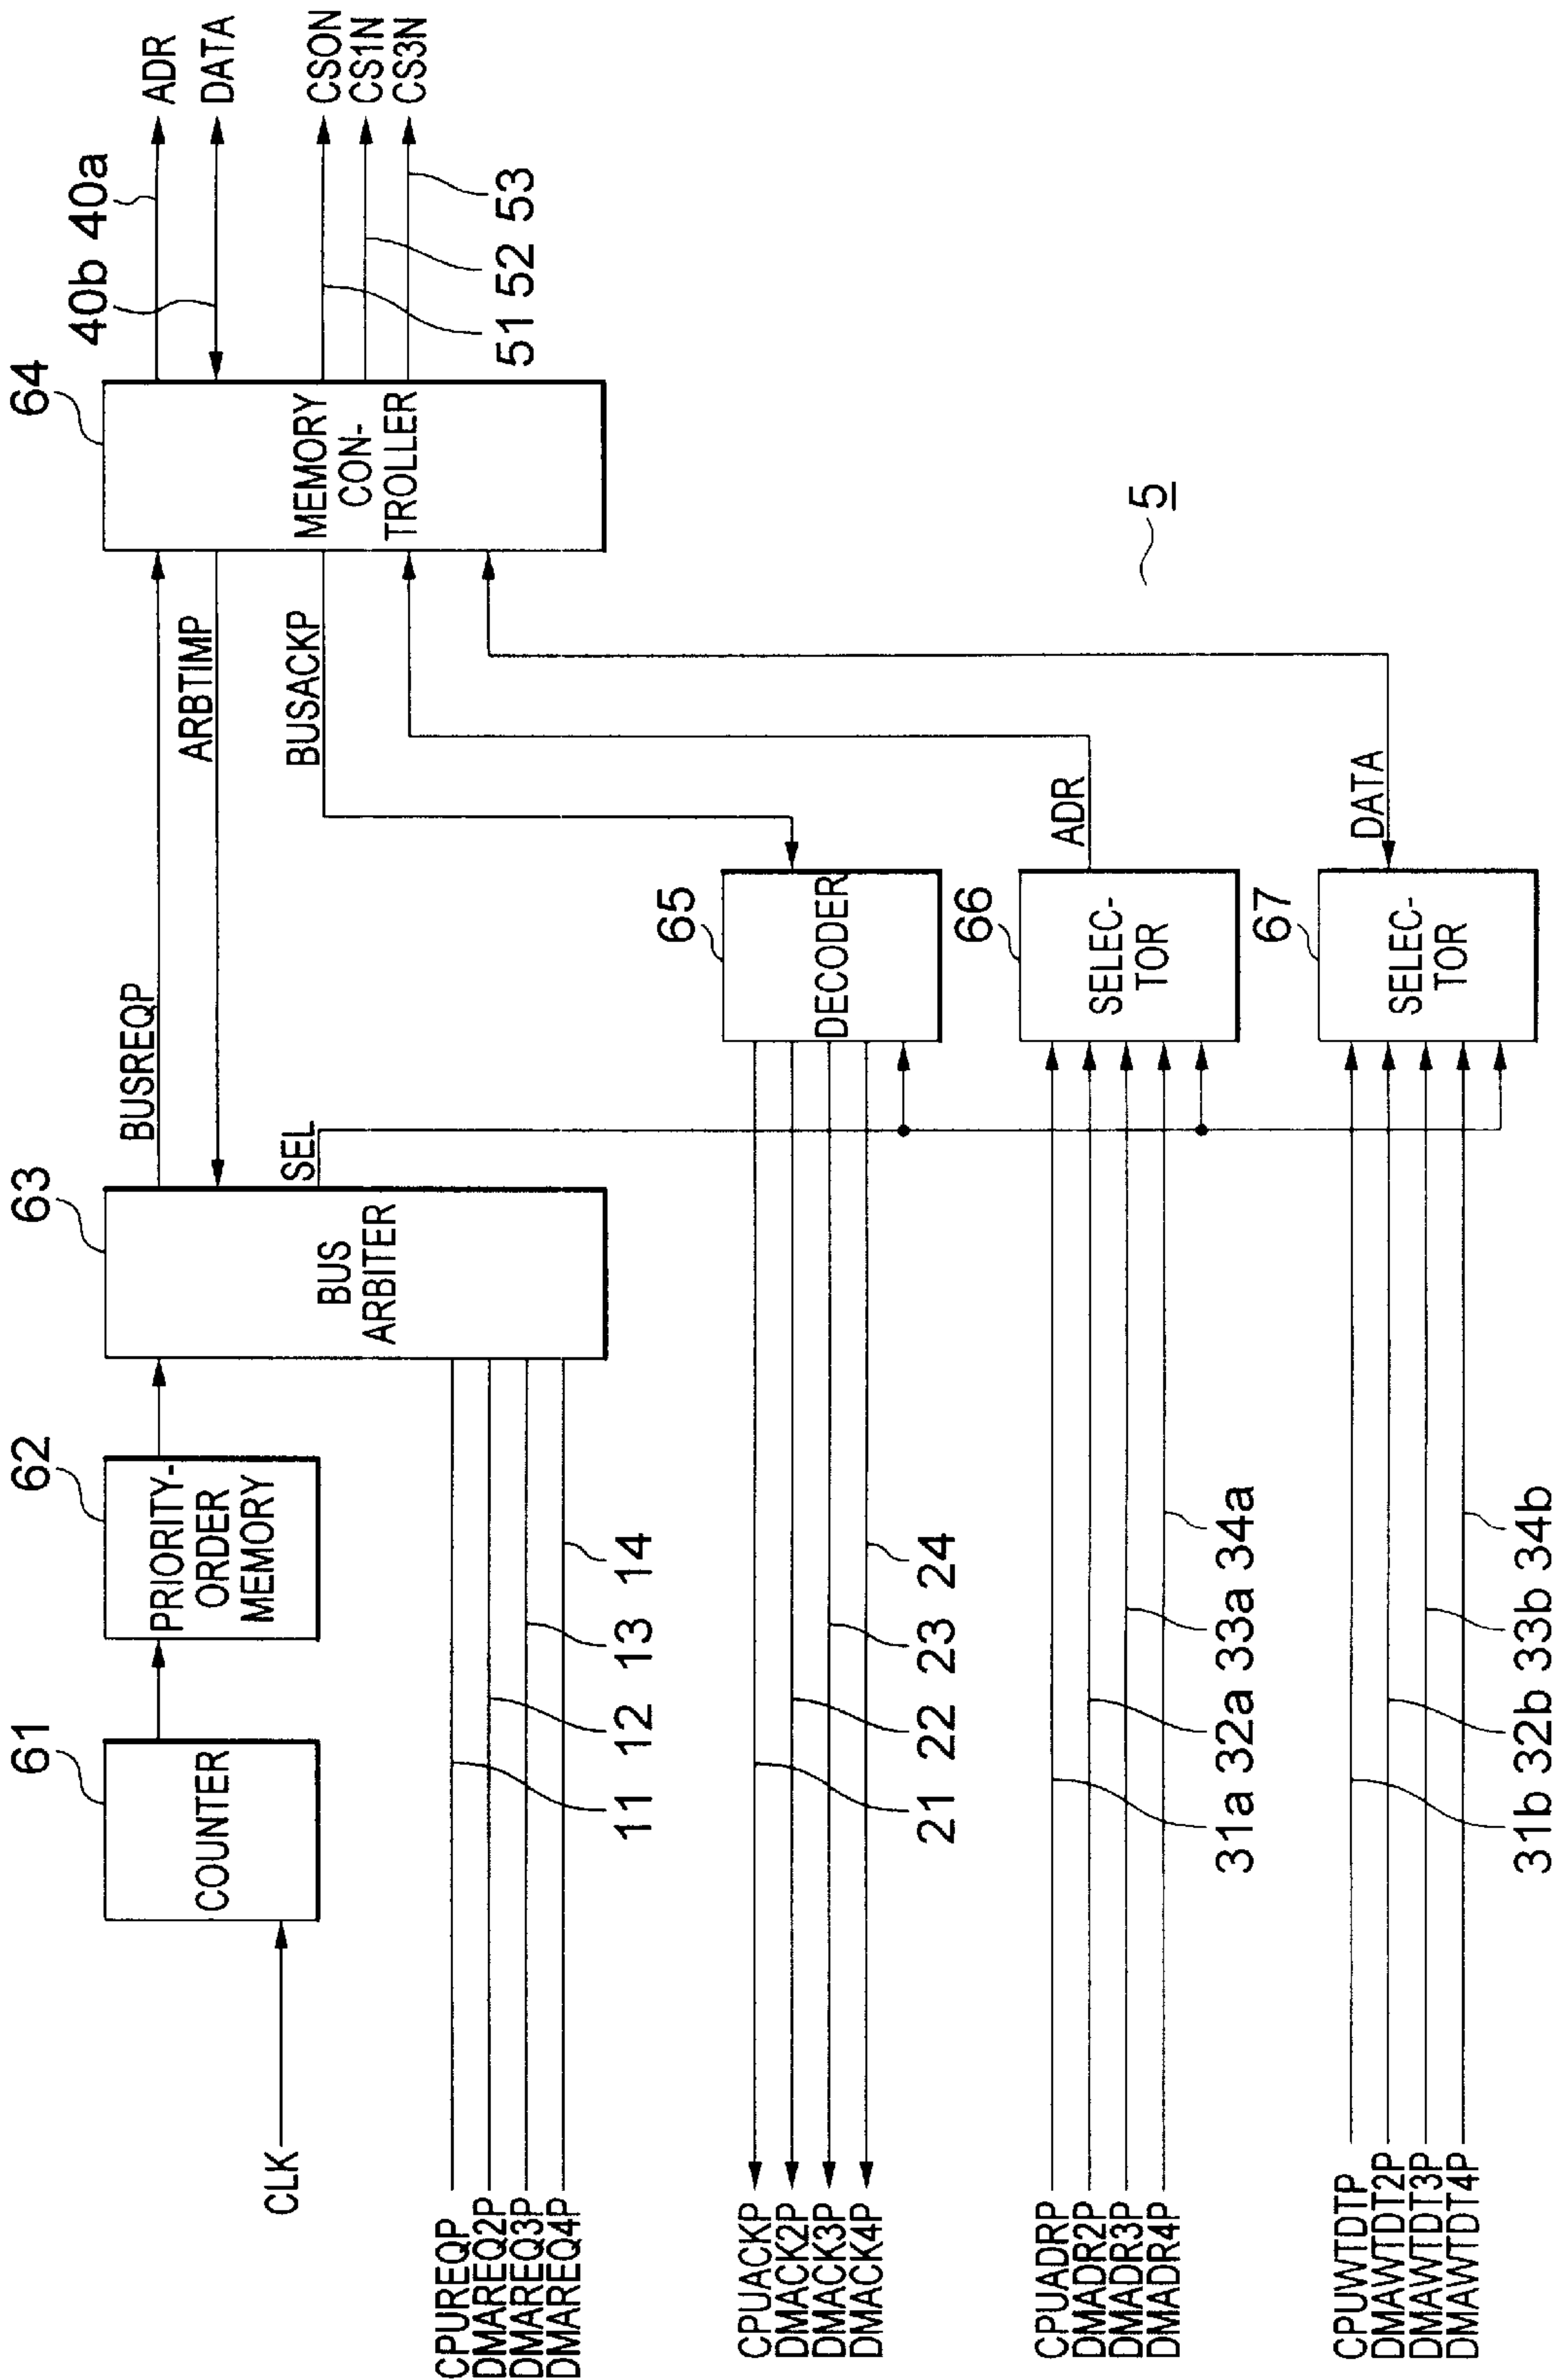 CLK
61
COUNTER
62
PRIORITY-
ORDER
MEMORY
63
BUS
ARBITER
BUSREQP
ARBTIMP
SEL
BUSACKP
64
MEMORY
CON-
TROLLER
40b 40a
ADR
DATA
CSON
CS1N
CS3N
51 52 53
CPUREQP
DMAREQ2P
DMAREQ3P
DMAREQ4P
11 12 13 14
CPUACKP
DMACK2P
DMACK3P
DMACK4P
21 22 23 24
65
DECODER
CPUADRP
DMADR2P
DMADR3P
DMADR4P
31a 32a 33a 34a
66
SELEC-
TOR
ADR
CPUWTDTP
DMAWTDT2P
DMAWTDT3P
DMAWTDT4P
31b 32b 33b 34b
67
SELEC-
TOR
DATA
5